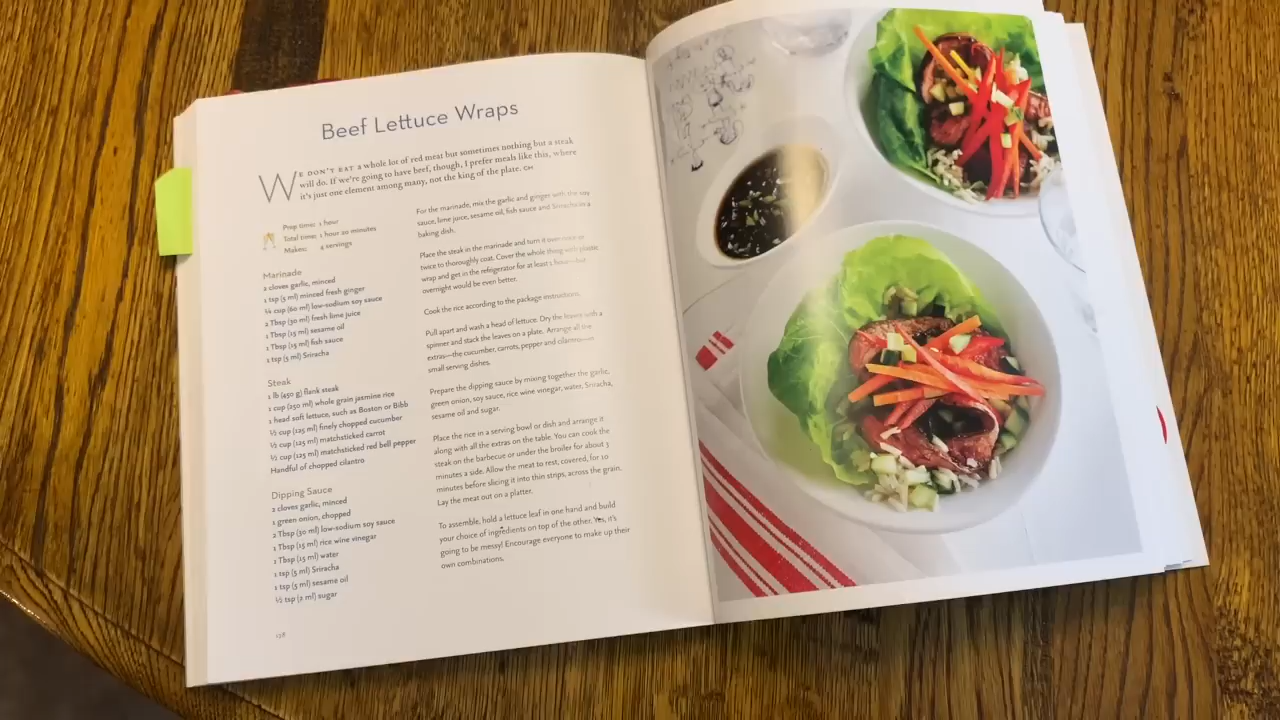 Beef Lettuce Wraps
WE DON'T EAT a whole lot of red meat but sometimes nothing but a steak
will do. If we're going to have beef, though, I prefer meals like this, where
it's just one element among many, not the king of the plate. CH
Prep time: 1 hour
Total time: 1 hour 20 minutes
Makes: 4 servings
Marinade
2 cloves garlic, minced
1 tsp (5 ml) minced fresh ginger
¼ cup (60 ml) low-sodium soy sauce
2 Tbsp (30 ml) fresh lime juice
1 Tbsp (15 ml) sesame oil
1 Tbsp (15 ml) fish sauce
1 tsp (5 ml) Sriracha
Steak
1 lb (450 g) flank steak
1 cup (250 ml) whole grain jasmine rice
1 head soft lettuce, such as Boston or Bibb
½ cup (125 ml) finely chopped cucumber
½ cup (125 ml) matchsticked carrot
½ cup (125 ml) matchsticked red bell pepper
Handful of chopped cilantro
Dipping Sauce
2 cloves garlic, minced
1 green onion, chopped
2 Tbsp (30 ml) low-sodium soy sauce
1 Tbsp (15 ml) rice wine vinegar
1 Tbsp (15 ml) water
1 tsp (5 ml) Sriracha
1 tsp (5 ml) sesame oil
½ tsp (2 ml) sugar
For the marinade, mix the garlic and ginger with the soy
sauce, lime juice, sesame oil, fish sauce and Sriracha in a
baking dish.
Place the steak in the marinade and turn it over once or
twice to thoroughly coat. Cover the whole thing with plastic
wrap and get in the refrigerator for at least 1 hour—but
overnight would be even better.
Cook the rice according to the package instructions.
Pull apart and wash a head of lettuce. Dry the leaves with a
spinner and stack the leaves on a plate. Arrange all the
extras—the cucumber, carrots, pepper and cilantro—in
small serving dishes.
Prepare the dipping sauce by mixing together the garlic,
green onion, soy sauce, rice wine vinegar, water, Sriracha,
sesame oil and sugar.
Place the rice in a serving bowl or dish and arrange it
along with all the extras on the table. You can cook the
steak on the barbecue or under the broiler for about 5
minutes a side. Allow the meat to rest, covered, for 10
minutes before slicing it into thin strips, across the grain.
Lay the meat out on a platter.
To assemble, hold a lettuce leaf in one hand and build
your choice of ingredients on top of the other. Yes, it's
going to be messy! Encourage everyone to make up their
own combinations.
128